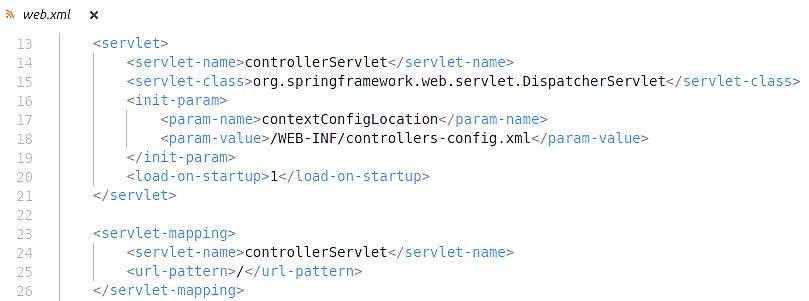 web.xml ×
13 <servlet>
14 <servlet-name>controllerServlet</servlet-name>
15 <servlet-class>org.springframework.web.servlet.DispatcherServlet</servlet-class>
16 <init-param>
17 <param-name>contextConfigLocation</param-name>
18 <param-value>/WEB-INF/controllers-config.xml</param-value>
19 </init-param>
20 <load-on-startup>1</load-on-startup>
21 </servlet>
22
23 <servlet-mapping>
24 <servlet-name>controllerServlet</servlet-name>
25 <url-pattern>/</url-pattern>
26 </servlet-mapping>